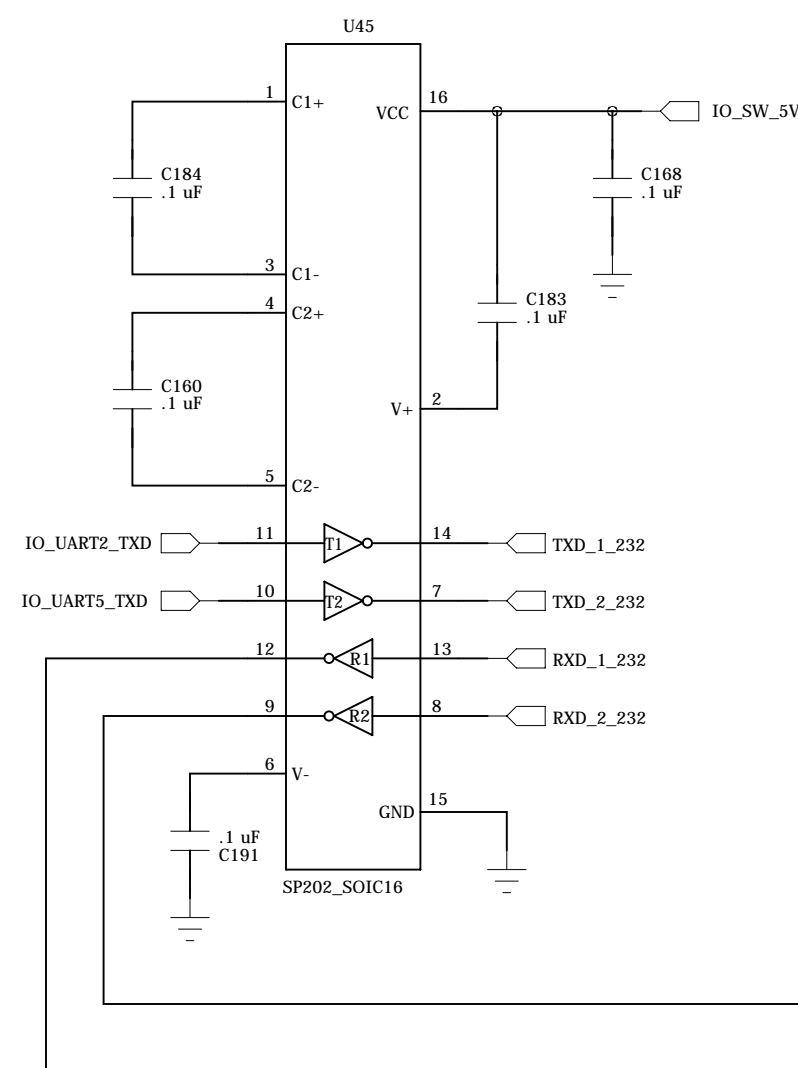 U45
1
C1+
16
VCC
IO_SW_5V
C184
.1 uF
C168
.1 uF
3
C1-
4
C2+
C183
.1 uF
C160
.1 uF
2
V+
5
C2-
IO_UART2_TXD
11
T1
14
TXD_1_232
IO_UART5_TXD
10
T2
7
TXD_2_232
12
R1
13
RXD_1_232
9
R2
8
RXD_2_232
6
V-
15
GND
.1 uF
C191
SP202_SOIC16